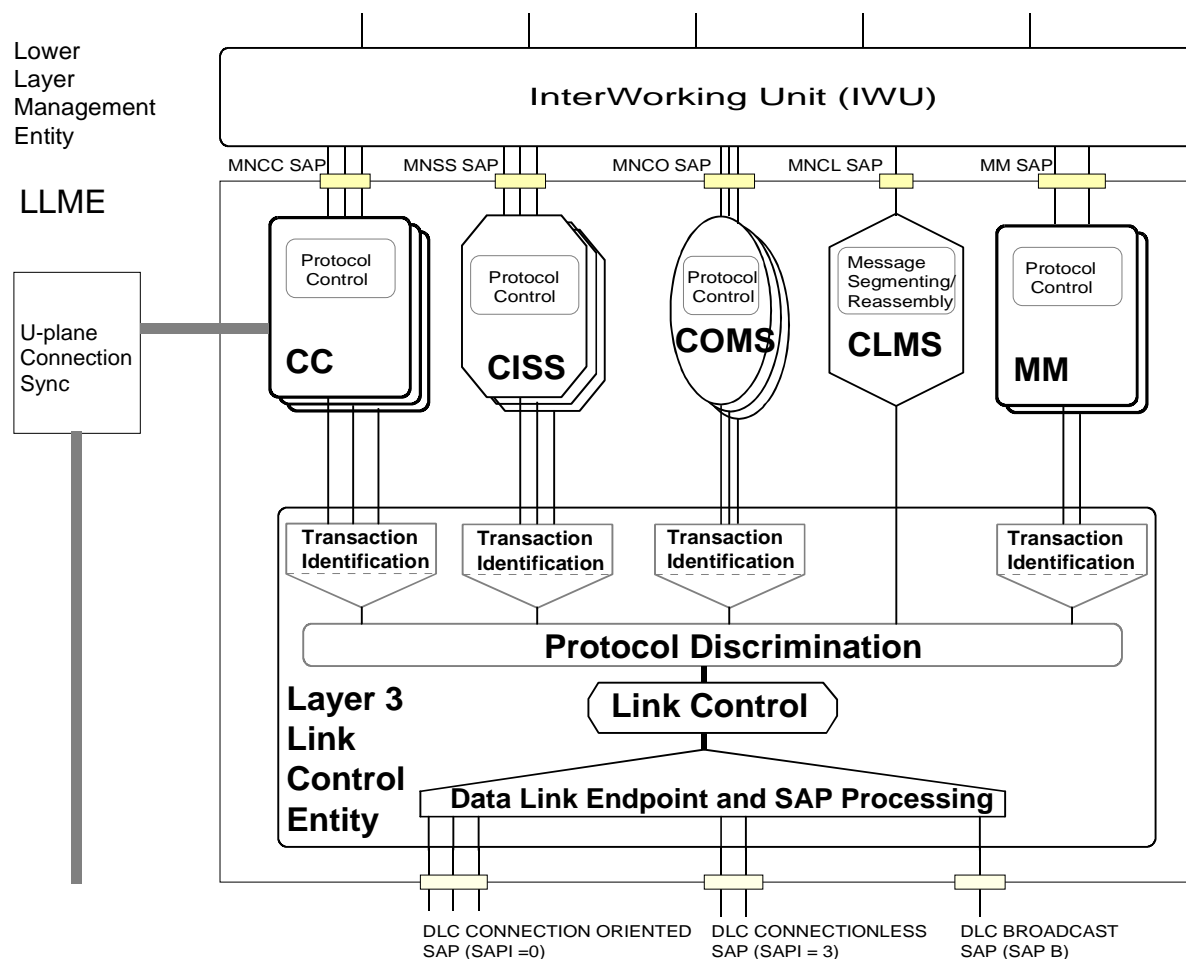 Lower
Layer
Management
Entity
InterWorking Unit (IWU)
MNCC SAP
MNSS SAP
MNCO SAP
MNCL SAP
MM SAP
LLME
Protocol
Control
CC
Protocol
Control
CISS
Protocol
Control
COMS
Message
Segmenting/
Reassembly
CLMS
Protocol
Control
MM
U-plane
Connection
Sync
Transaction
Identification
Transaction
Identification
Transaction
Identification
Transaction
Identification
Protocol Discrimination
Link Control
Layer 3
Link
Control
Entity
Data Link Endpoint and SAP Processing
DLC CONNECTION ORIENTED
SAP (SAPI =0)
DLC CONNECTIONLESS
SAP (SAPI = 3)
DLC BROADCAST
SAP (SAP B)